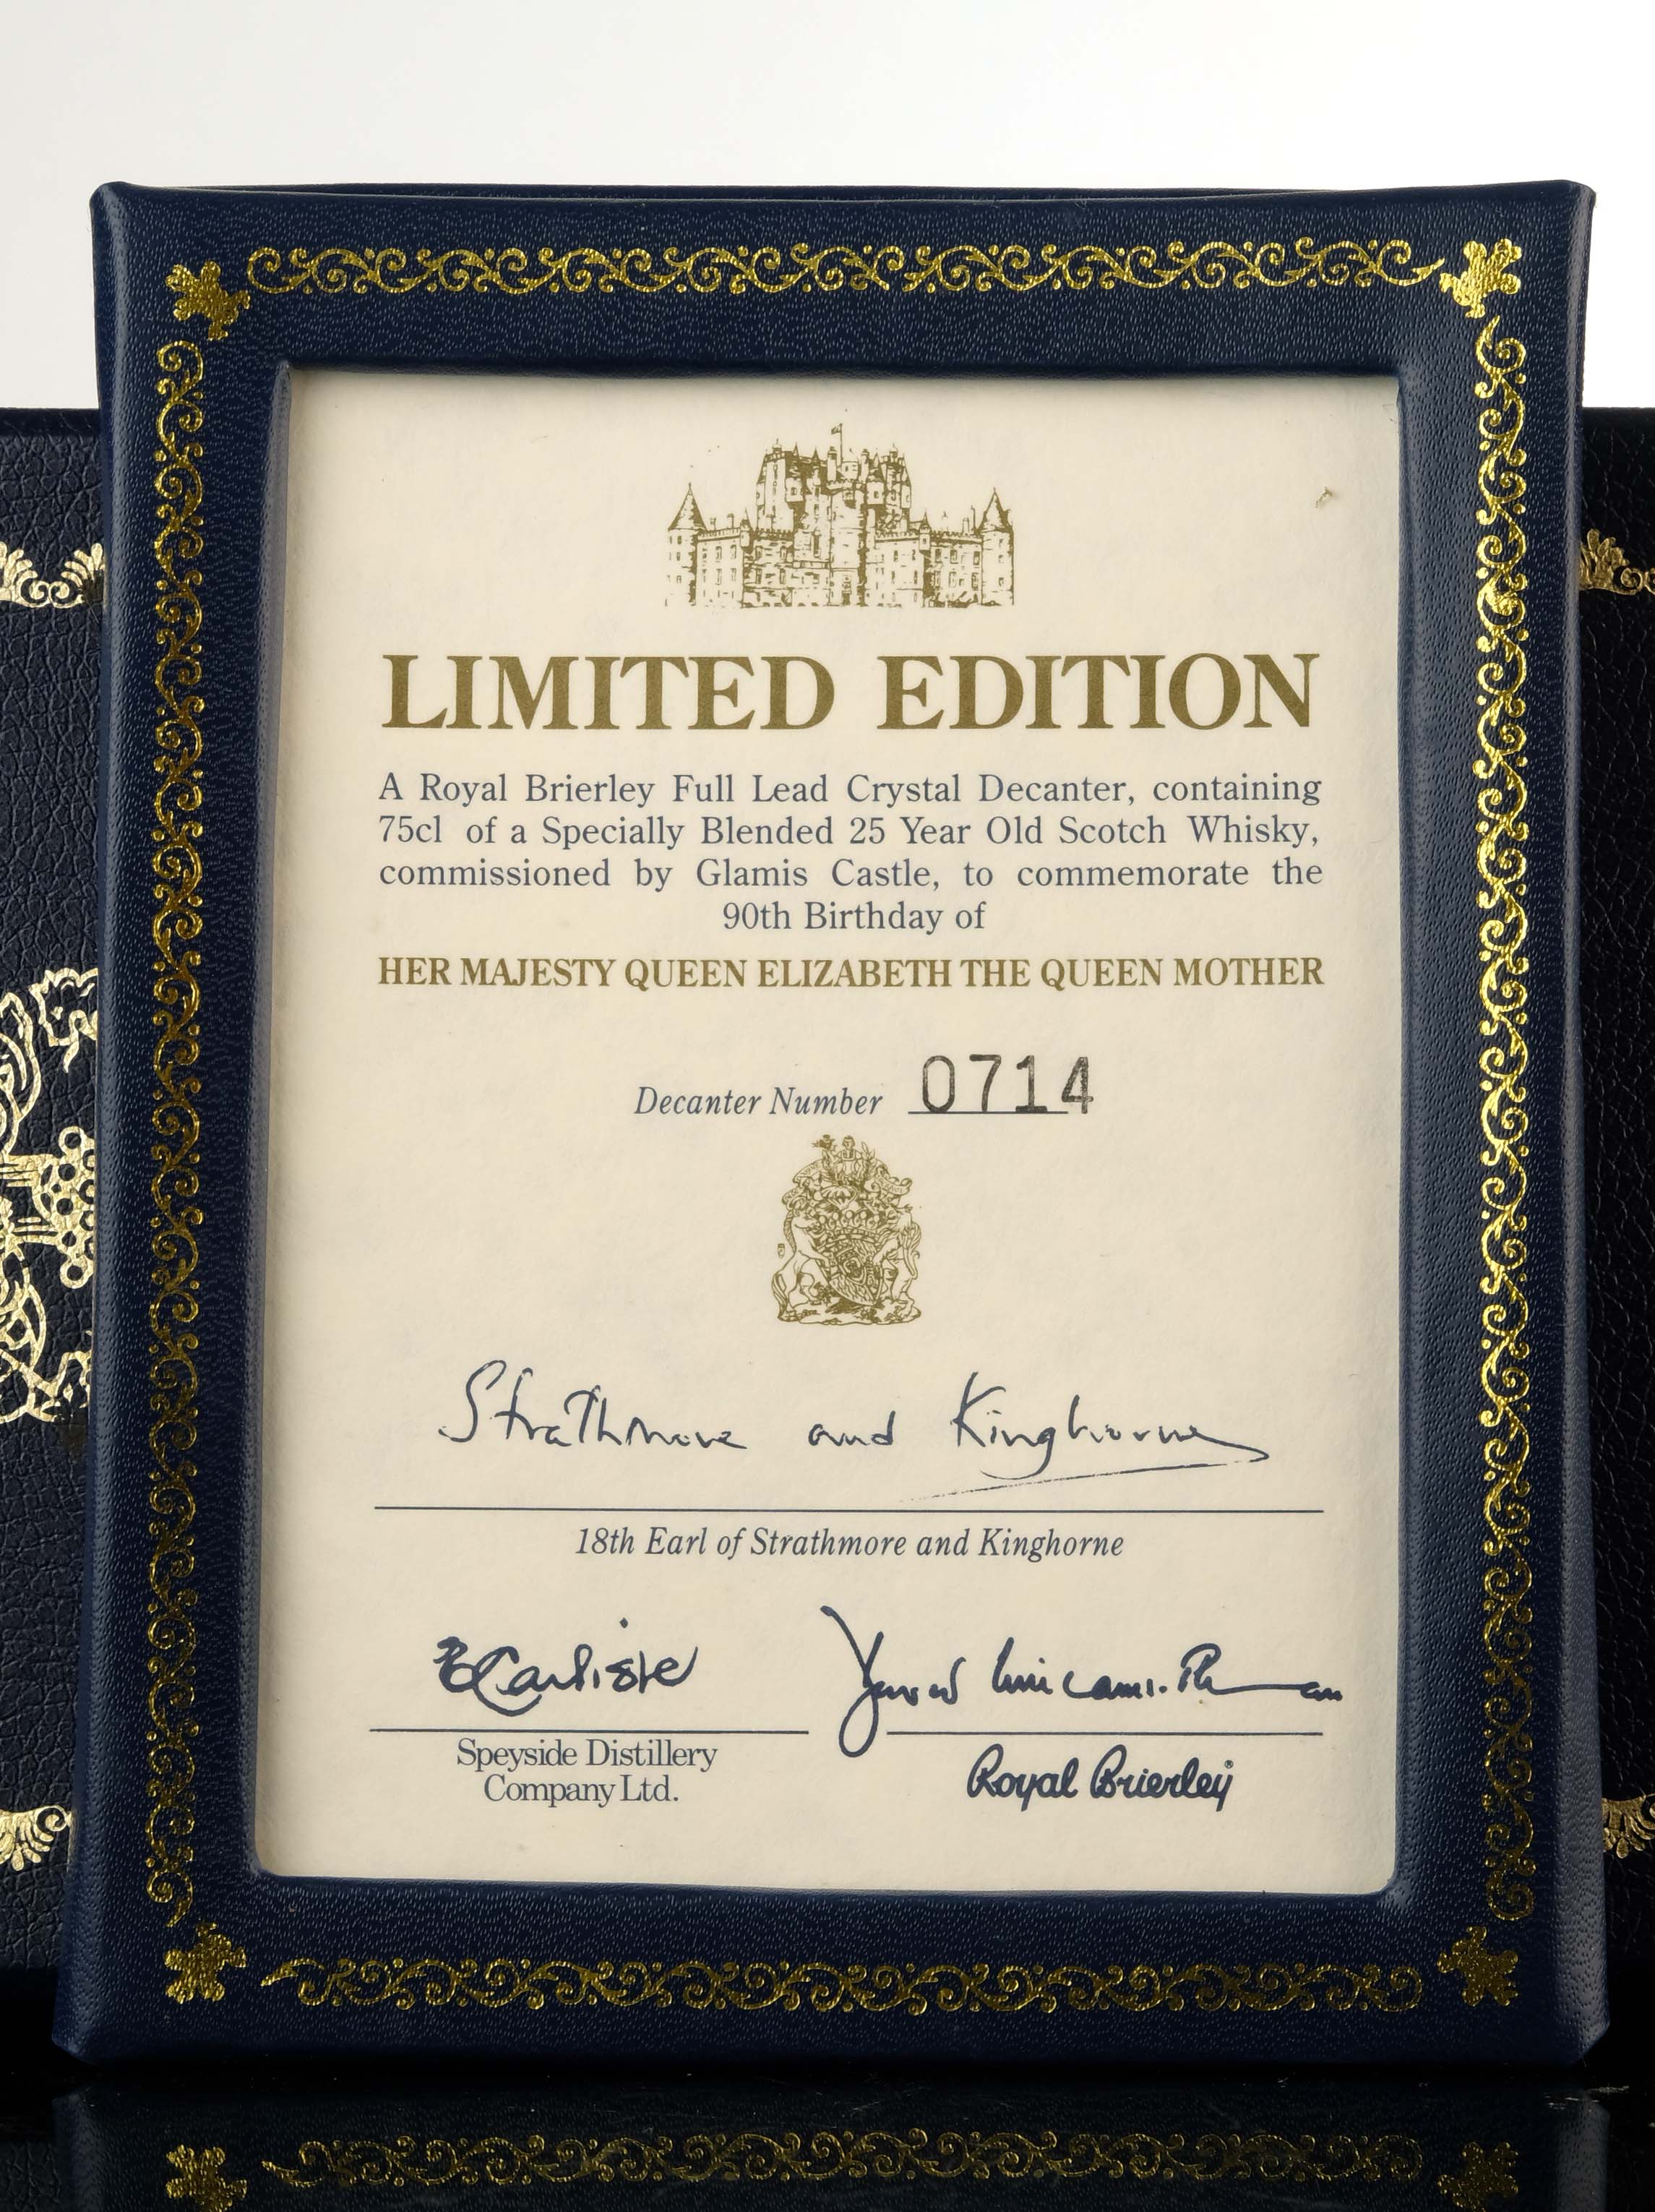 LIMITED EDITION
A Royal Brierley Full Lead Crystal Decanter, containing
75cl of a Specially Blended 25 Year Old Scotch Whisky,
commissioned by Glamis Castle, to commemorate the
90th Birthday of
HER MAJESTY QUEEN ELIZABETH THE QUEEN MOTHER
Decanter Number 0714
Strathmore and Kinghorne
18th Earl of Strathmore and Kinghorne
Carlisle
Speyside Distillery
Company Ltd.
Royal Brierley